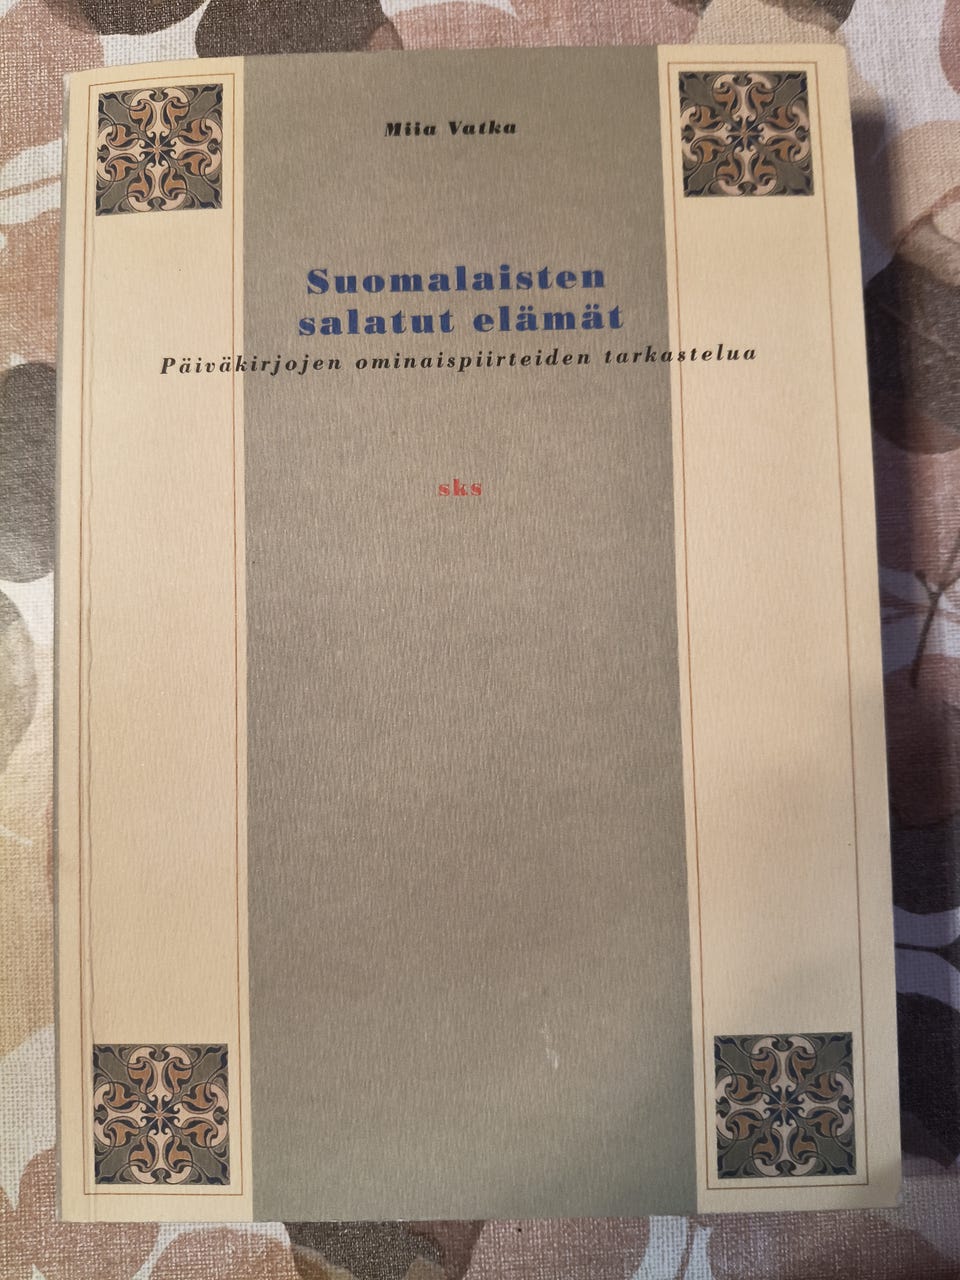 Miia Vatka
Suomalaisten
salatut elämät
Päiväkirjojen ominaispiirteiden tarkastelua
sks